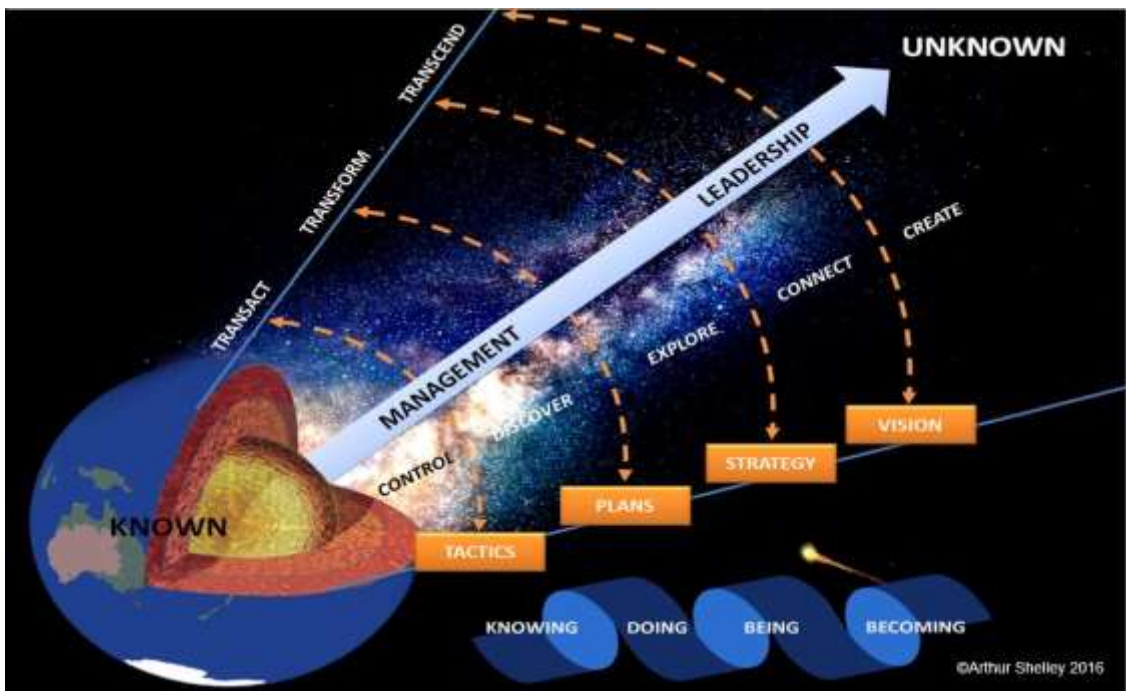 UNKNOWN
TRANSCEND
TRANSFORM
TRANSACT
LEADERSHIP
MANAGEMENT
CREATE
CONNECT
EXPLORE
DISCOVER
CONTROL
KNOWN
VISION
STRATEGY
PLANS
TACTICS
KNOWING DOING BEING BECOMING
©Arthur Shelley 2016